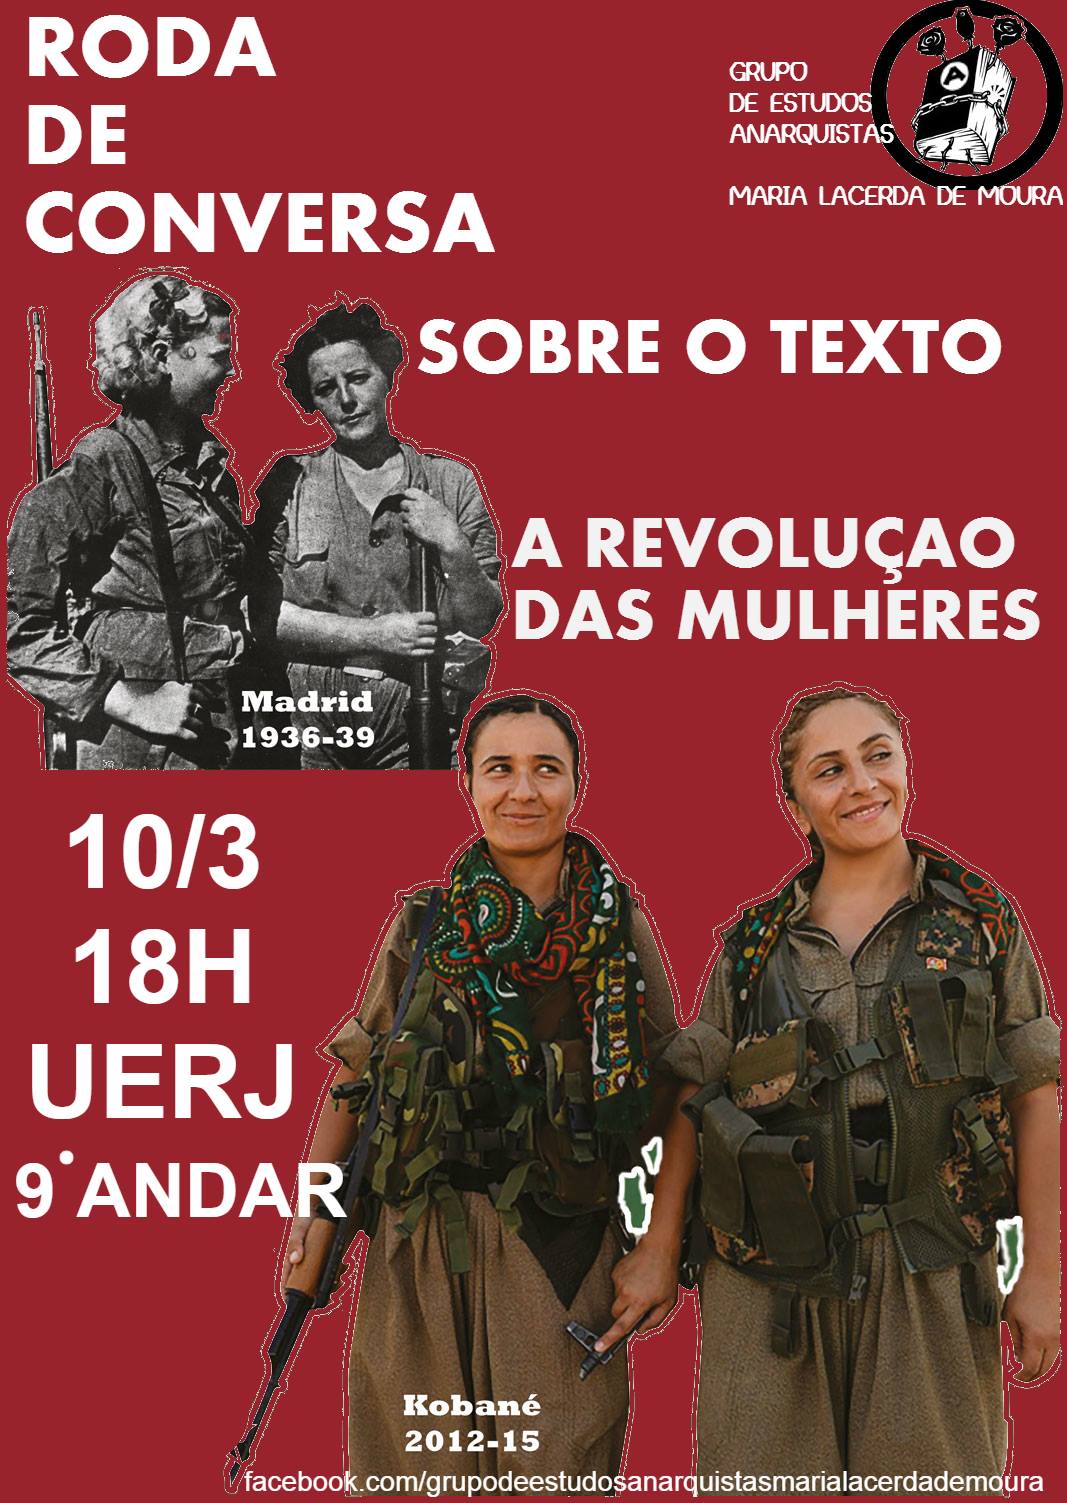 RODA
DE
CONVERSA
GRUPO
DE ESTUDOS
ANARQUISTAS
MARIA LACERDA DE MOURA
A
SOBRE O TEXTO
A REVOLUÇAO
DAS MULHERES
Madrid
1936-39
10/3
18H
UERJ
9°ANDAR
Kobané
2012-15
facebook.com/grupodeestudosanarquistasmarialacerdademoura